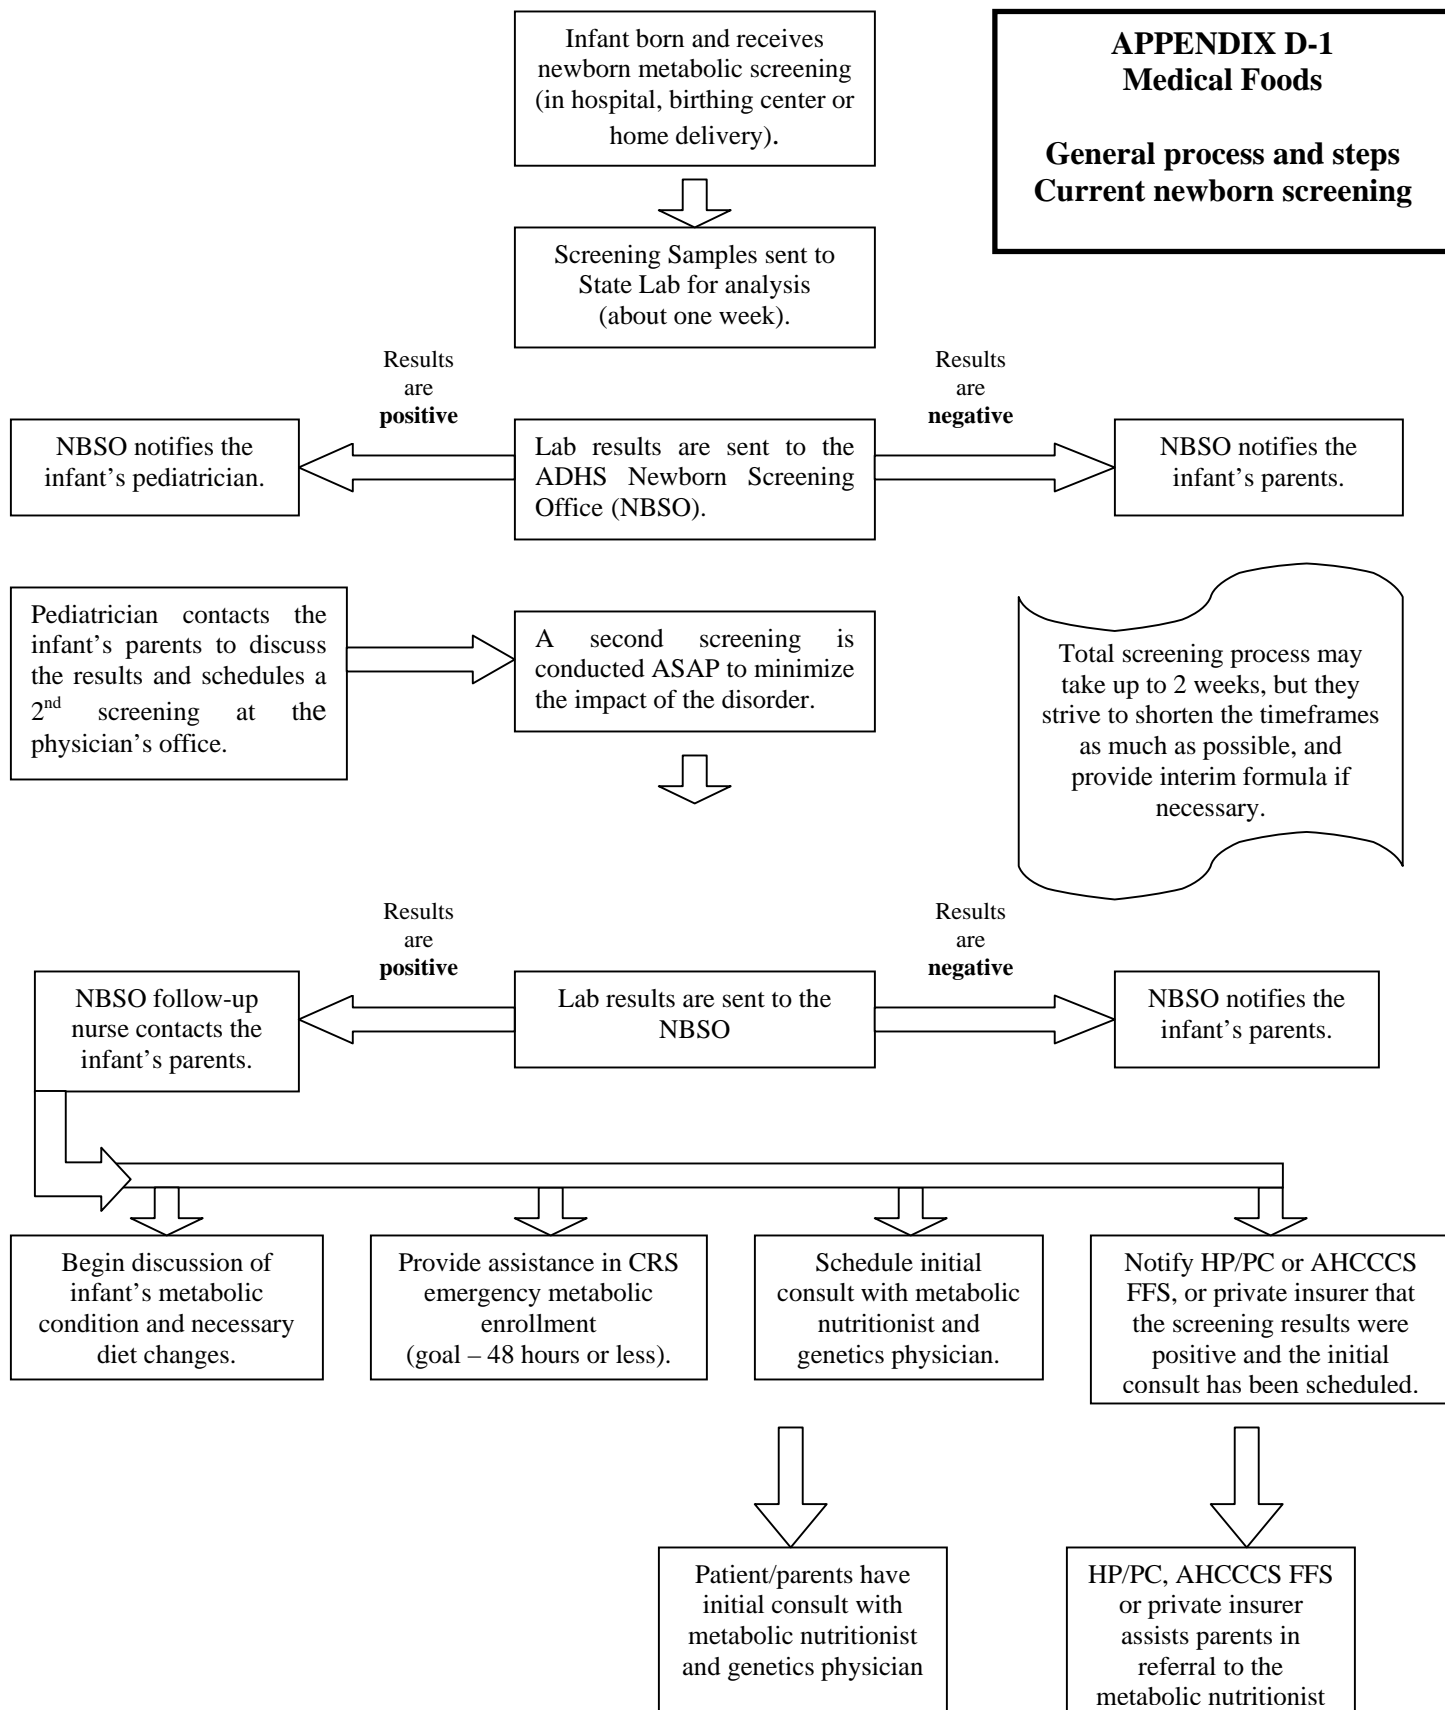 Infant born and receives
newborn metabolic screening
(in hospital, birthing center or
home delivery).
APPENDIX D-1
Medical Foods
General process and steps
Current newborn screening
Screening Samples sent to
State Lab for analysis
(about one week).
Results
are
positive
Results
are
negative
NBSO notifies the
infant’s pediatrician.
Lab results are sent to the
ADHS Newborn Screening
Office (NBSO).
NBSO notifies the
infant’s parents.
Pediatrician contacts the
infant’s parents to discuss
the results and schedules a
2nd screening at the
physician’s office.
A second screening is
conducted ASAP to minimize
the impact of the disorder.
Total screening process may
take up to 2 weeks, but they
strive to shorten the timeframes
as much as possible, and
provide interim formula if
necessary.
Results
are
positive
Results
are
negative
NBSO follow-up
nurse contacts the
infant’s parents.
Lab results are sent to the
NBSO
NBSO notifies the
infant’s parents.
Begin discussion of
infant’s metabolic
condition and necessary
diet changes.
Provide assistance in CRS
emergency metabolic
enrollment
(goal – 48 hours or less).
Schedule initial
consult with metabolic
nutritionist and
genetics physician.
Notify HP/PC or AHCCCS
FFS, or private insurer that
the screening results were
positive and the initial
consult has been scheduled.
Patient/parents have
initial consult with
metabolic nutritionist
and genetics physician
HP/PC, AHCCCS FFS
or private insurer
assists parents in
referral to the
metabolic nutritionist